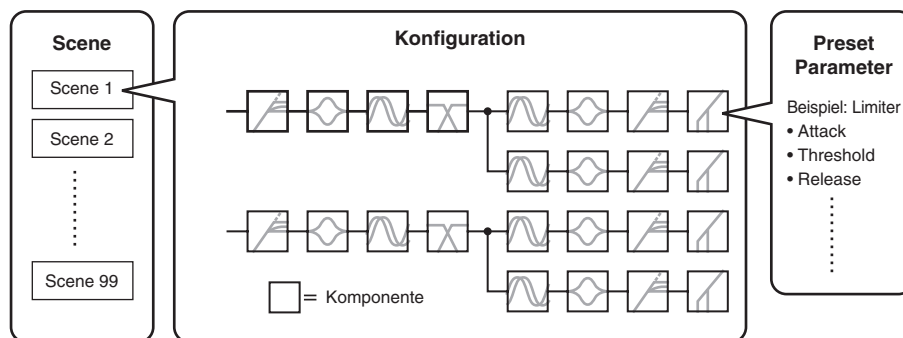 Scene
Scene 1
Scene 2
Scene 99
Konfiguration
= Komponente
Preset
Parameter
Beispiel: Limiter
• Attack
• Threshold
• Release